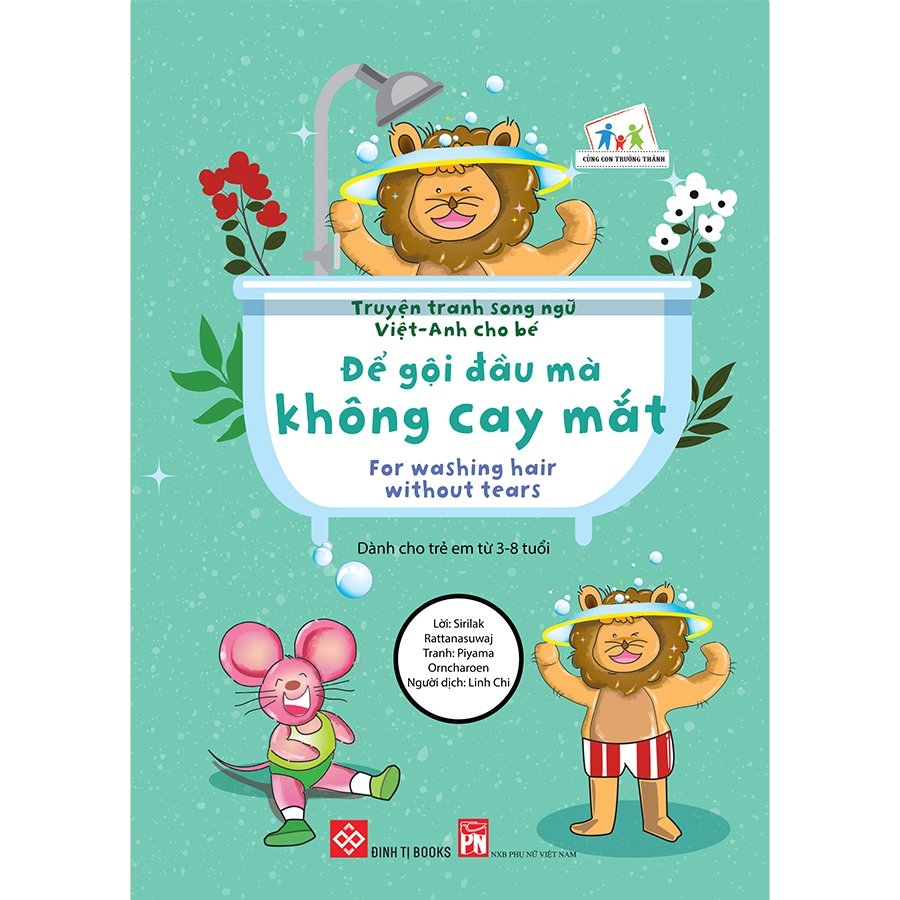 CÙNG CON TRƯỞNG THÀNH
Truyện tranh song ngữ
Việt-Anh cho bé
Để gội đầu mà
không cay mắt
For washing hair
without tears
Dành cho trẻ em từ 3-8 tuổi
Lời: Sirilak
Rattanasuwaj
Tranh: Piyama
Orncharoen
Người dịch: Linh Chi
ĐINH TỊ BOOKS
PN
NXB PHỤ NỮ VIỆT NAM